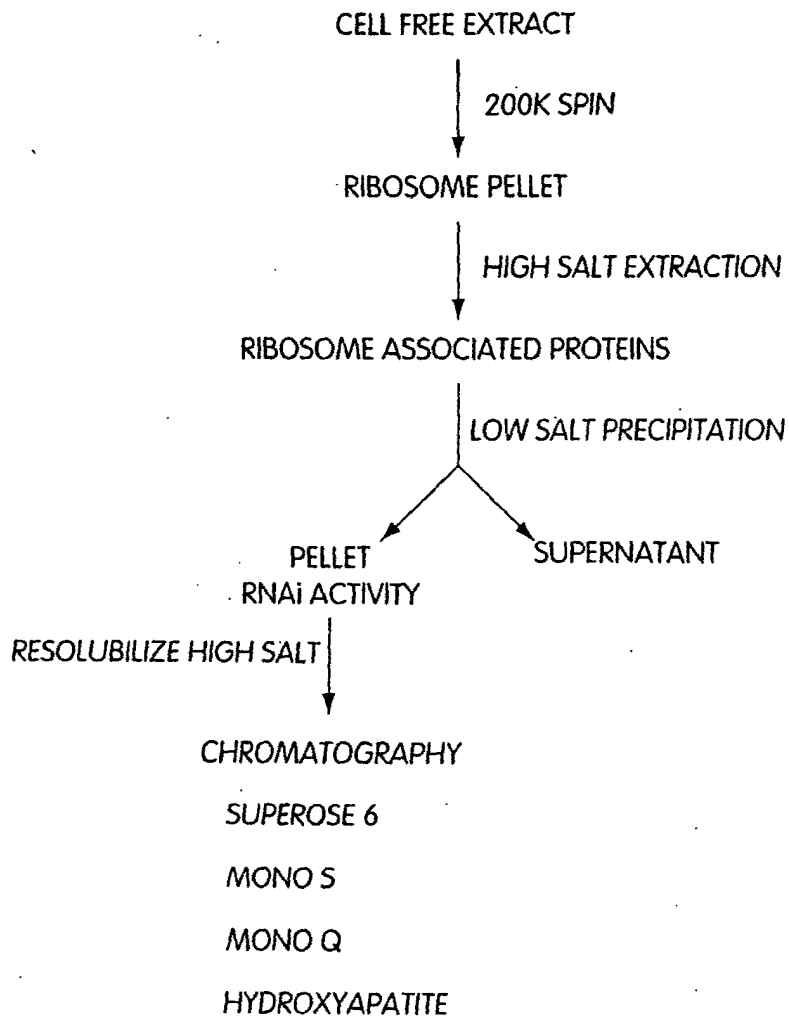 CELL FREE EXTRACT
200K SPIN
RIBOSOME PELLET
HIGH SALT EXTRACTION
RIBOSOME ASSOCIATED PROTEINS
LOW SALT PRECIPITATION
PELLET
RNAi ACTIVITY
SUPERNATANT
RESOLUBILIZE HIGH SALT
CHROMATOGRAPHY
SUPEROSE 6
MONO S
MONO Q
HYDROXYAPATITE